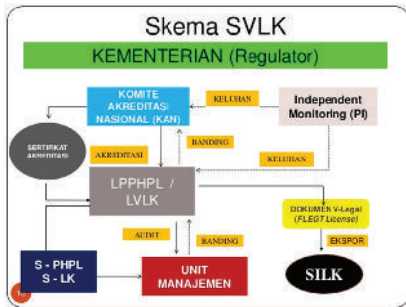 Skema SVLK
KEMENTERIAN (Regulator)
KOMITE
AKREDITASI
NASIONAL (KAN)
KELUHAN
Independent
Monitoring (PI)
SERTIFIKAT
AKREDITASI
AKREDITASI
BANDING
KELUHAN
LPPHPL /
LVLK
DOKUMEN V-Legal
(FLEGT License)
AUDIT
BANDING
EKSPOR
S - PHPL
S - LK
UNIT
MANAJEMEN
SILK